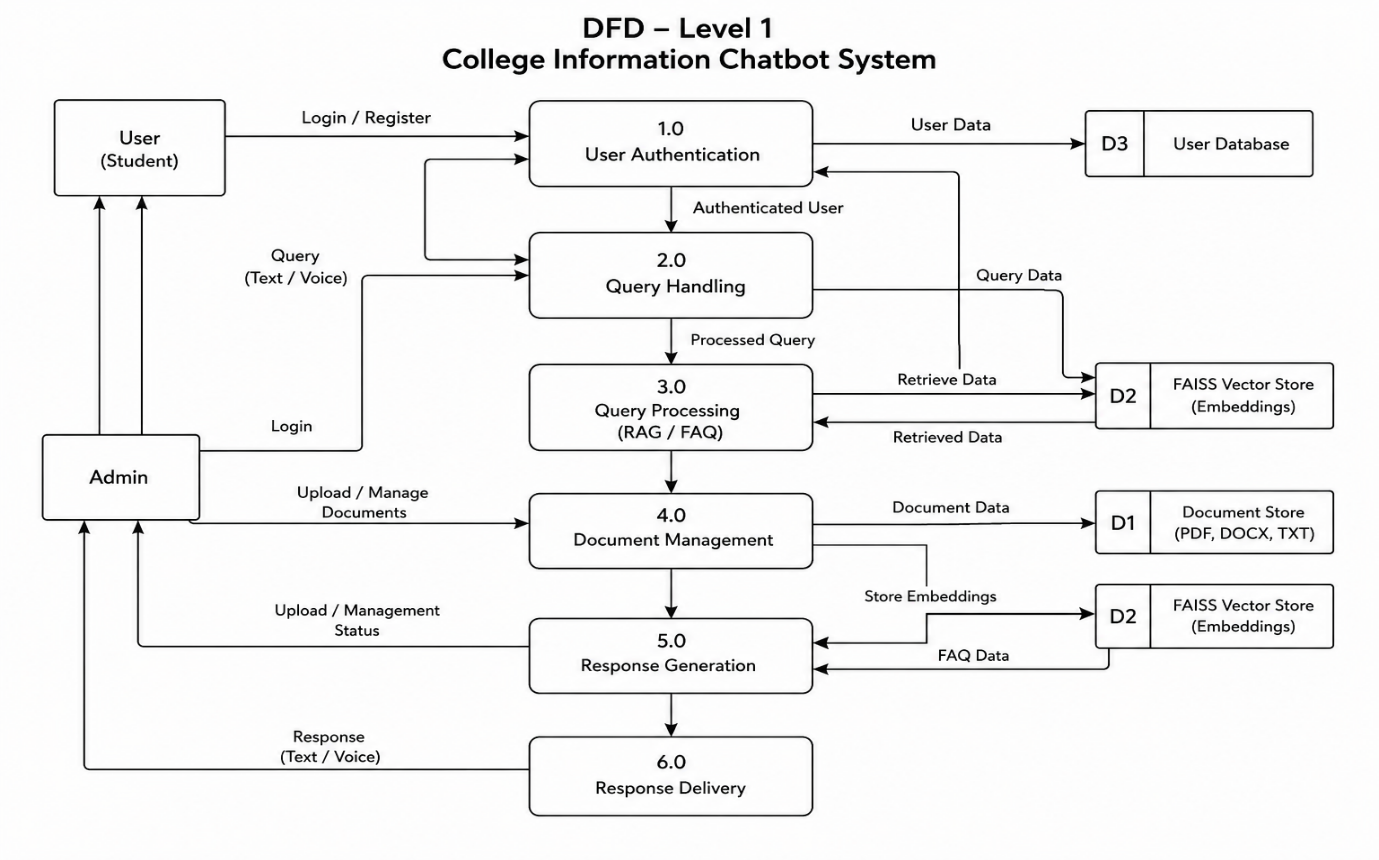 DFD – Level 1
College Information Chatbot System
User
(Student)
Login / Register
1.0
User Authentication
User Data
D3
User Database
Authenticated User
Query
(Text / Voice)
2.0
Query Handling
Query Data
Processed Query
3.0
Query Processing
(RAG / FAQ)
Retrieve Data
Retrieved Data
D2
FAISS Vector Store
(Embeddings)
Login
Admin
Upload / Manage
Documents
4.0
Document Management
Document Data
D1
Document Store
(PDF, DOCX, TXT)
Store Embeddings
D2
FAISS Vector Store
(Embeddings)
Upload / Management
Status
5.0
Response Generation
FAQ Data
Response
(Text / Voice)
6.0
Response Delivery